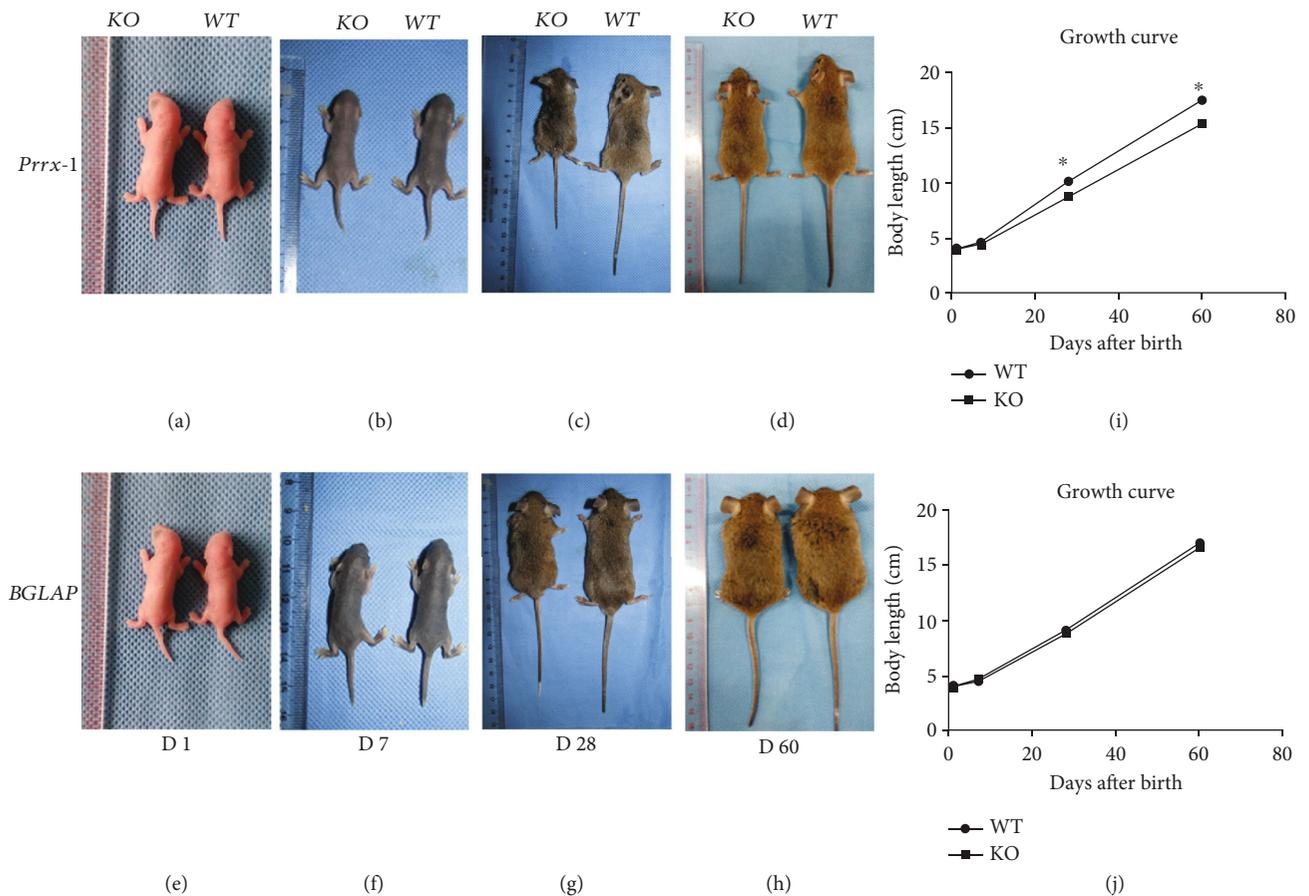 KO WT KO WT KO WT KO WT
Prrx-1
Growth curve
Body length (cm)
20
15
10
5
0
*
*
0 20 40 60 80
Days after birth
WT
KO
(a) (b) (c) (d) (i)
BGLAP
D 1 D 7 D 28 D 60
Growth curve
Body length (cm)
20
15
10
5
0
0 20 40 60 80
Days after birth
WT
KO
(e) (f) (g) (h) (j)